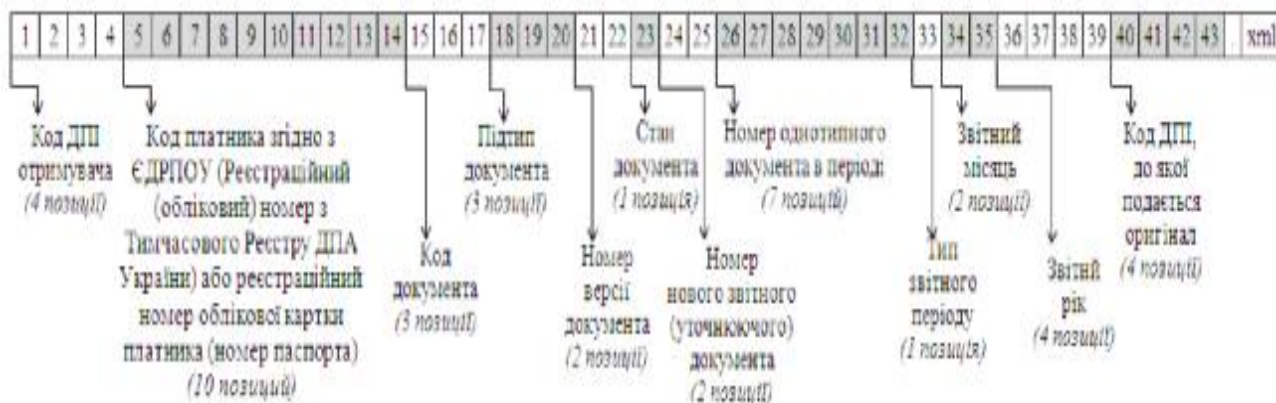 1 2 3 4 5 6 7 8 9 10 11 12 13 14 15 16 17 18 19 20 21 22 23 24 25 26 27 28 29 30 31 32 33 34 35 36 37 38 39 40 41 42 43 . xml
Код ДПІ
отримувача
(4 позиції)
Код платника згідно з
ЄДРПОУ (Реєстраційний
(обліковий) номер з
Тимчасового Реєстру ДПА
України) або реєстраційний
номер облікової картки
платника (номер паспорта)
(10 позицій)
Код
документа
(3 позиції)
Підтип
документа
(3 позиції)
Номер
версії
документа
(2 позиції)
Стан
документа
(1 позиція)
Номер
нового звітного
(уточнюючого)
документа
(2 позиції)
Номер однотипного
документа в періоді
(7 позицій)
Тип
звітного
періоду
(1 позиція)
Звітний
місяць
(2 позиції)
Звітній
рік
(4 позиції)
Код ДПІ,
до якої
подається
оригінал
(4 позиції)